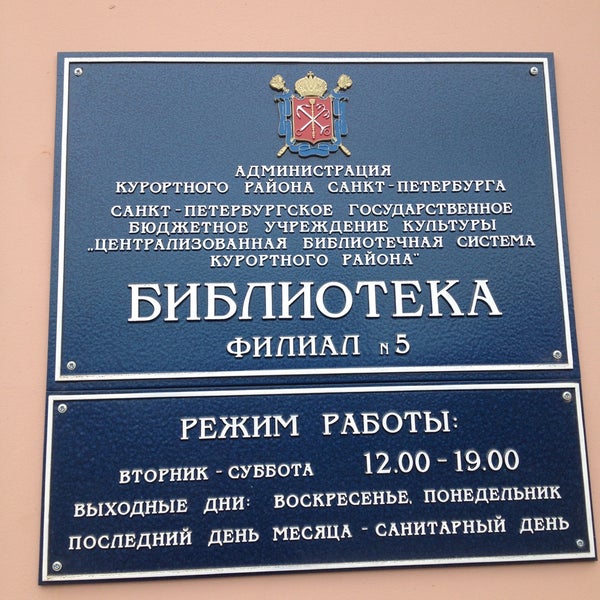 АДМИНИСТРАЦИЯ
КУРОРТНОГО РАЙОНА САНКТ-ПЕТЕРБУРГА
САНКТ-ПЕТЕРБУРГСКОЕ ГОСУДАРСТВЕННОЕ
БЮДЖЕТНОЕ УЧРЕЖДЕНИЕ КУЛЬТУРЫ
„ЦЕНТРАЛИЗОВАННАЯ БИБЛИОТЕЧНАЯ СИСТЕМА
КУРОРТНОГО РАЙОНА"
БИБЛИОТЕКА
ФИЛИАЛ N 5
РЕЖИМ РАБОТЫ:
ВТОРНИК - СУББОТА 12.00 - 19.00
ВЫХОДНЫЕ ДНИ: ВОСКРЕСЕНЬЕ, ПОНЕДЕЛЬНИК
ПОСЛЕДНИЙ ДЕНЬ МЕСЯЦА - САНИТАРНЫЙ ДЕНЬ